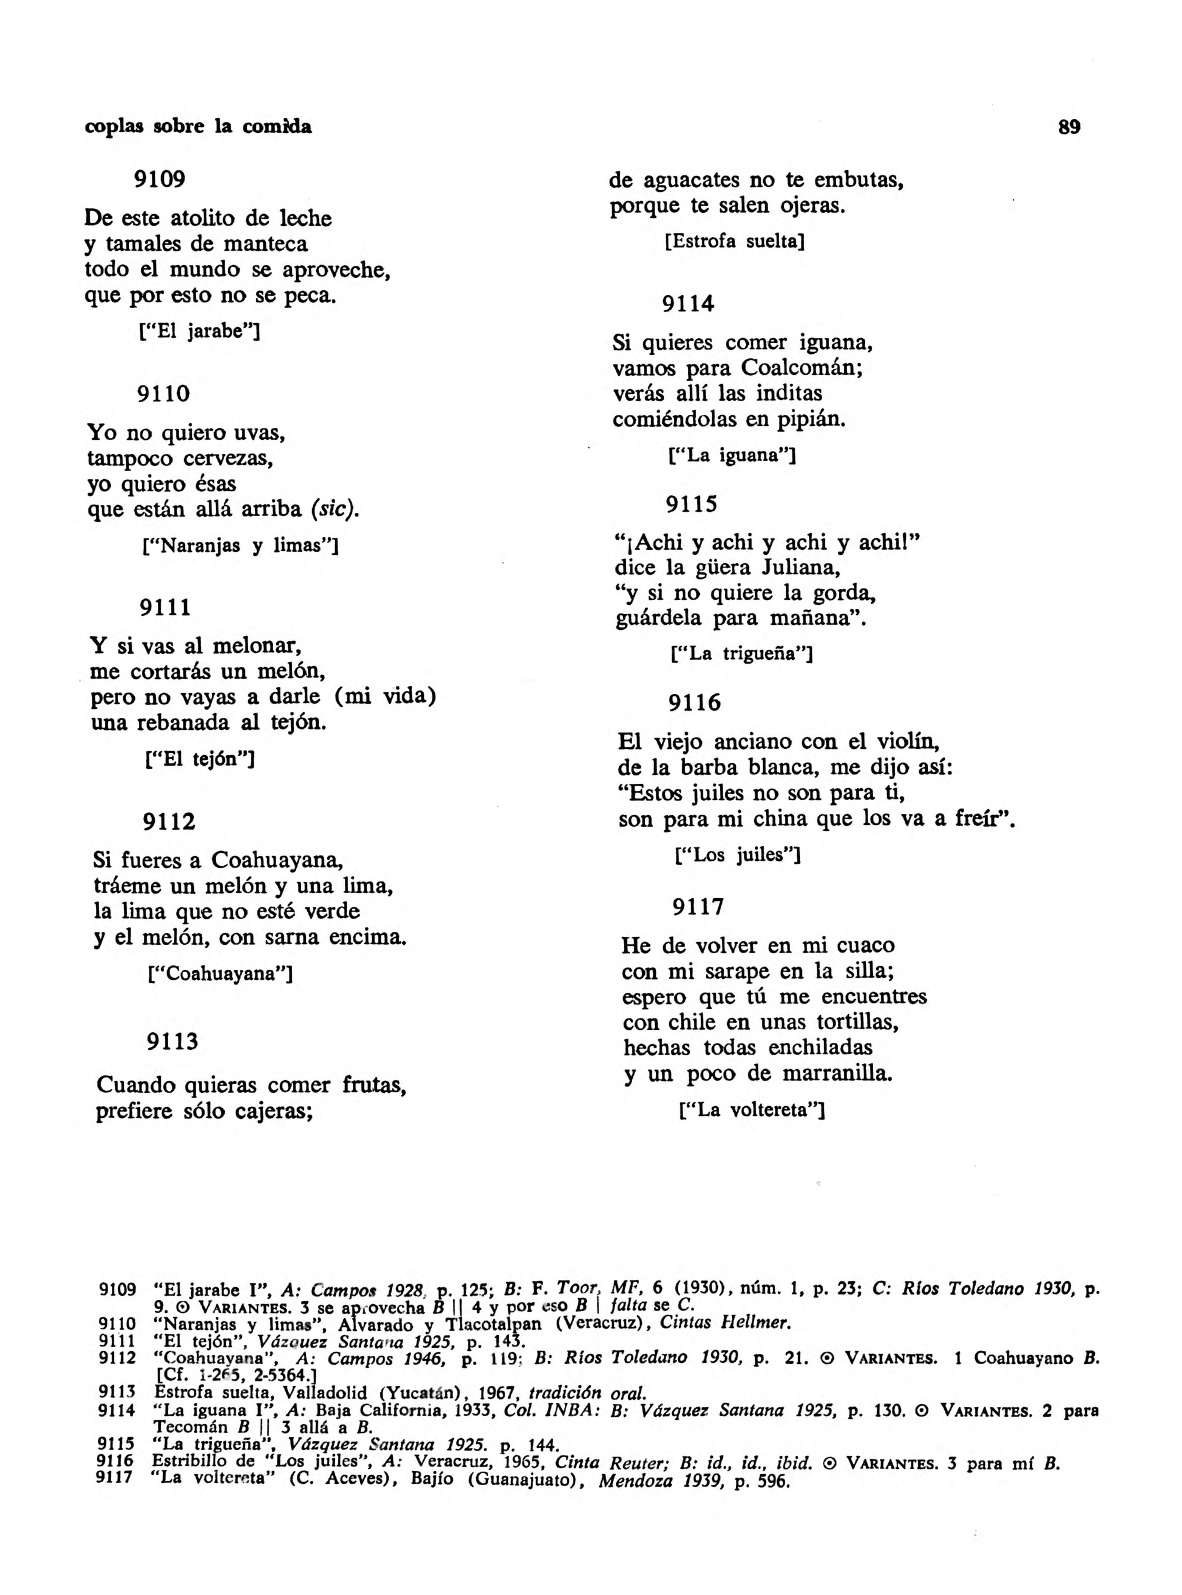 coplas sobre la comida
89
9109
De este atolito de leche
y tamales de manteca
todo el mundo se aproveche,
que por esto no se peca.
[“El jarabe”]
9110
Yo no quiero uvas,
tampoco cervezas,
yo quiero ésas
que están allá arriba (sic).
[“Naranjas y limas”]
9111
Y si vas al melonar,
me cortarás un melón,
pero no vayas a darle (mi vida)
una rebanada al tejón.
[“El tejón”]
9112
Si fueres a Coahuayana,
tráeme un melón y una lima,
la lima que no esté verde
y el melón, con sarna encima.
[“Coahuayana”]
9113
Cuando quieras comer frutas,
prefiere sólo cajeras;
de aguacates no te embutas,
porque te salen ojeras.
[Estrofa suelta]
9114
Si quieres comer iguana,
vamos para Coalcomán;
verás allí las inditas
comiéndolas en pipián.
[“La iguana”]
9115
“¡Achi y achi y achi y achi!”
dice la güera Juliana,
“y si no quiere la gorda,
guárdela para mañana”.
[“La trigueña”]
9116
El viejo anciano con el violín,
de la barba blanca, me dijo así:
“Estos juiles no son para ti,
son para mi china que los va a freír”.
[“Los juiles”]
9117
He de volver en mi cuaco
con mi sarape en la silla;
espero que tú me encuentres
con chile en unas tortillas,
hechas todas enchiladas
y un poco de marranilla.
[“La voltereta”]
9109 “El jarabe I”, A: Campos 1928, p. 125; B: F. Toor, MF, 6 (1930), núm. 1, p. 23; C: Ríos Toledano 1930, p.
9. ⊙ VARIANTES. 3 se aprovecha B || 4 y por eso B | falta se C.
9110 “Naranjas y limas”, Alvarado y Tlacotalpan (Veracruz), Cintas Hellmer.
9111 “El tejón”, Vázquez Santana 1925, p. 143.
9112 “Coahuayana”, A: Campos 1946, p. 119; B: Ríos Toledano 1930, p. 21. ⊙ VARIANTES. 1 Coahuayano B.
[Cf. 1-265, 2-5364.]
9113 Estrofa suelta, Valladolid (Yucatán), 1967, tradición oral.
9114 “La iguana I”, A: Baja California, 1933, Col. INBA: B: Vázquez Santana 1925, p. 130. ⊙ VARIANTES. 2 para
Tecomán B || 3 allá a B.
9115 “La trigueña”, Vázquez Santana 1925. p. 144.
9116 Estribillo de “Los juiles”, A: Veracruz, 1965, Cinta Reuter; B: id., id., ibid. ⊙ VARIANTES. 3 para mí B.
9117 “La voltereta” (C. Aceves), Bajío (Guanajuato), Mendoza 1939, p. 596.